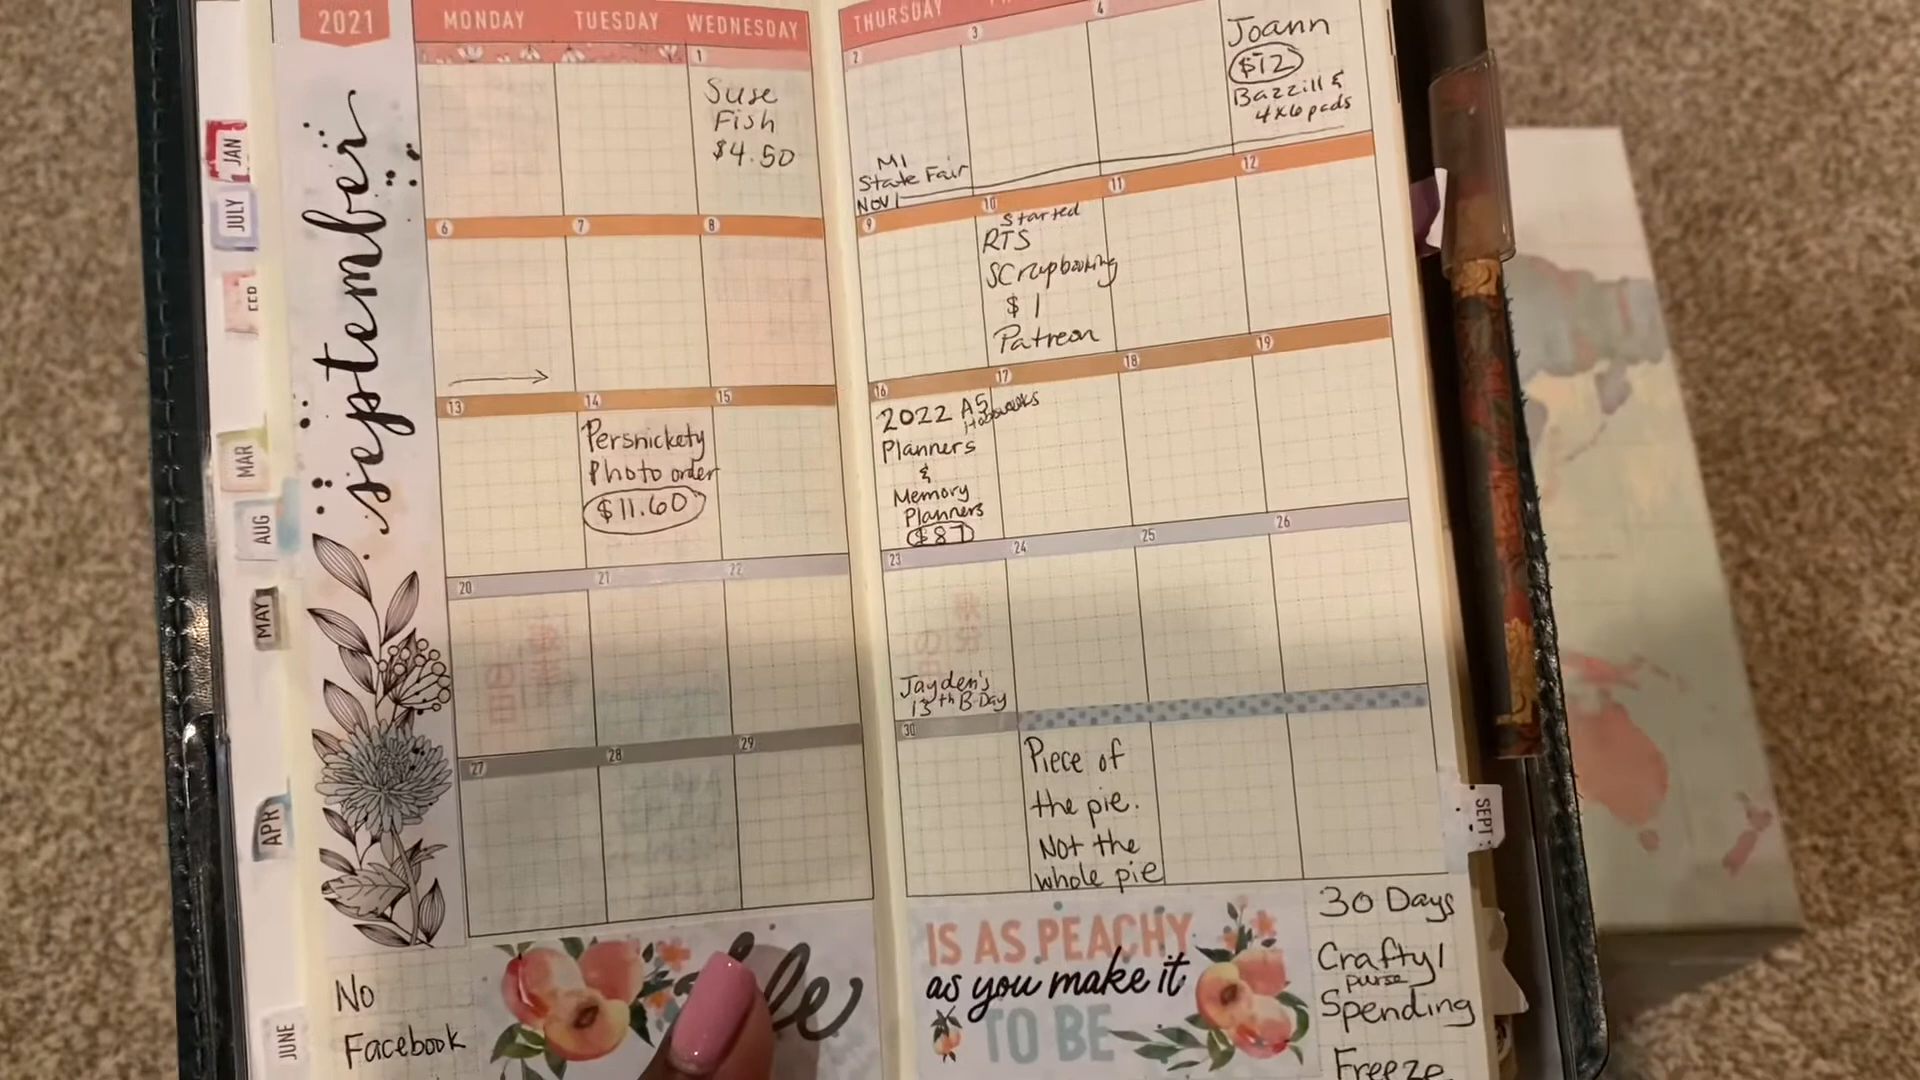 2021
MONDAY TUESDAY WEDNESDAY
THURSDAY
september
JAN
JULY
FEB
MAR
AUG
MAY
APR
JUNE
SEPT
1
Suse
Fish
$4.50
2
MI
State Fair
NOV 1
3
4
Joann
$12
Bazzill &
4x6 pads
6
7
8
9
10
Started
RTS
Scrapbooking
$1
Patreon
11
12
13
14
Persnickety
Photo order
$11.60
15
16
2022 A5
Planners
&
Memory
Planners
$87
17
18
19
20
21
22
23
Jayden's
13th B-Day
24
25
26
27
28
29
30
Piece of
the pie.
Not the
whole pie
No
Facebook
IS AS PEACHY
as you make it
TO BE
30 Days
Crafty/
purse
Spending
Freeze